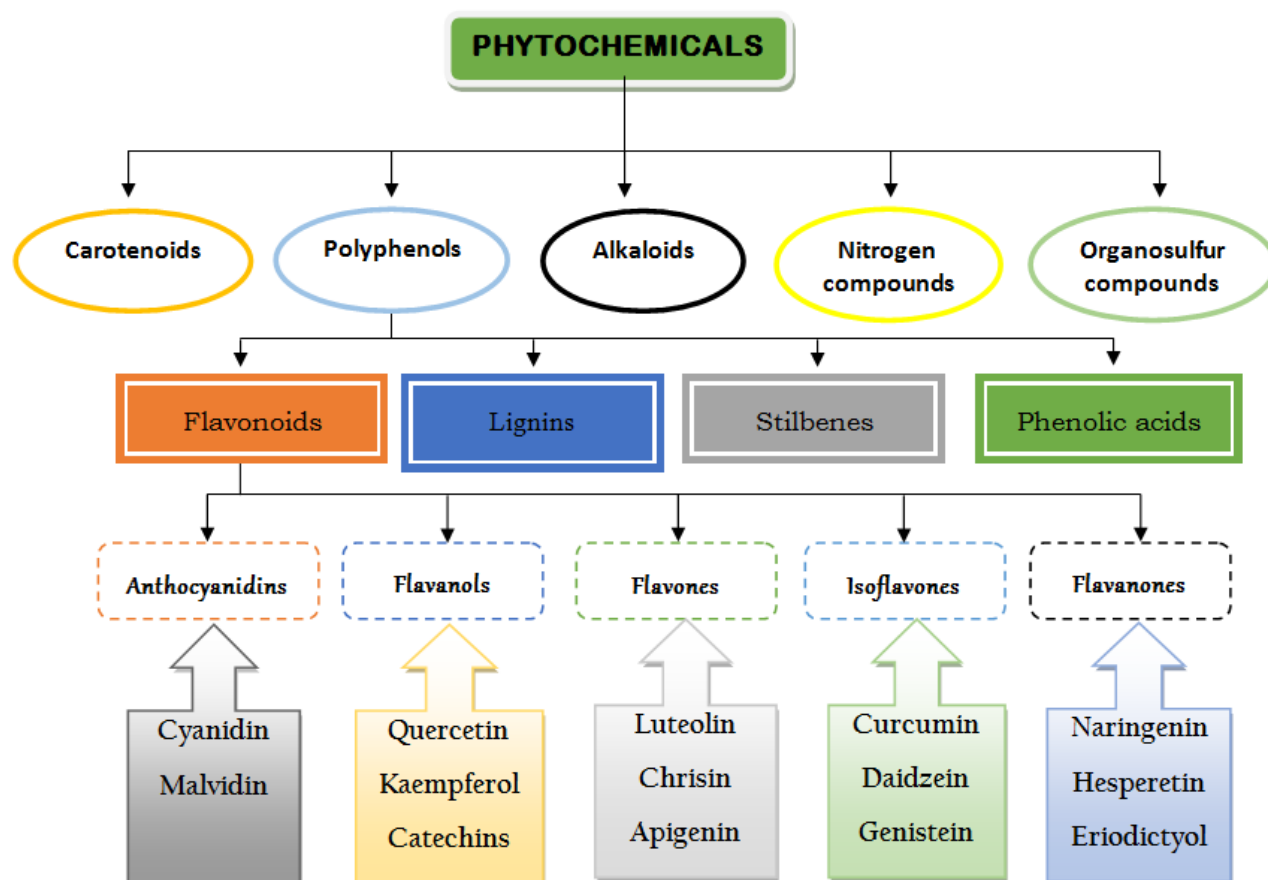 PHYTOCHEMICALS
Carotenoids
Polyphenols
Alkaloids
Nitrogen
compounds
Organosulfur
compounds
Flavonoids
Lignins
Stilbenes
Phenolic acids
Anthocyanidins
Flavanols
Flavones
Isoflavones
Flavanones
Cyanidin
Malvidin
Quercetin
Kaempferol
Catechins
Luteolin
Chrisin
Apigenin
Curcumin
Daidzein
Genistein
Naringenin
Hesperetin
Eriodictyol